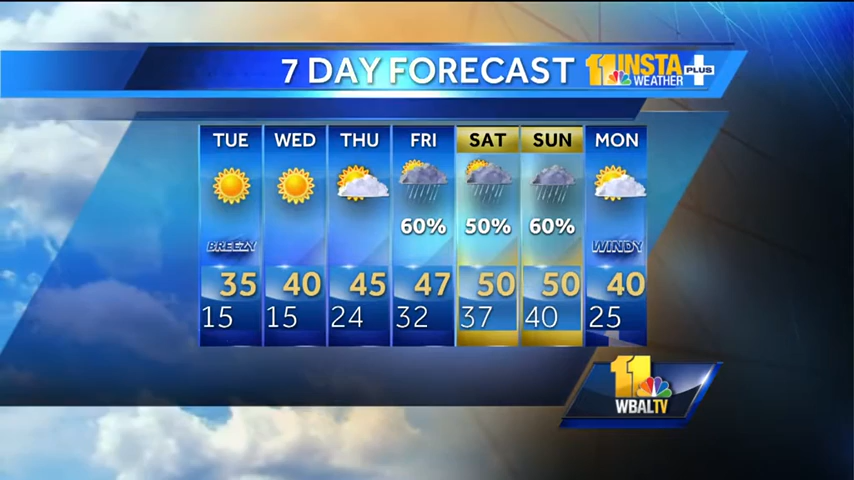 7 DAY FORECAST 11 INSTA WEATHER PLUS
TUE WED THU FRI SAT SUN MON
60% 50% 60%
BREEZY WINDY
35 40 45 47 50 50 40
15 15 24 32 37 40 25
11
WBALTV